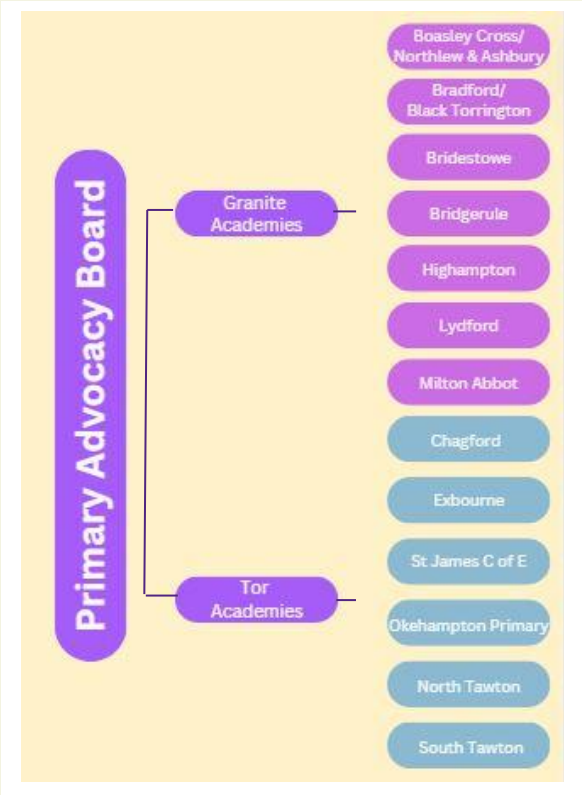 Primary Advocacy Board
Granite
Academies
Tor
Academies
Boasley Cross/
Northlew & Ashbury
Bradford/
Black Torrington
Bridestowe
Bridgerule
Highampton
Lydford
Milton Abbot
Chagford
Exbourne
St James C of E
Okehampton Primary
North Tawton
South Tawton